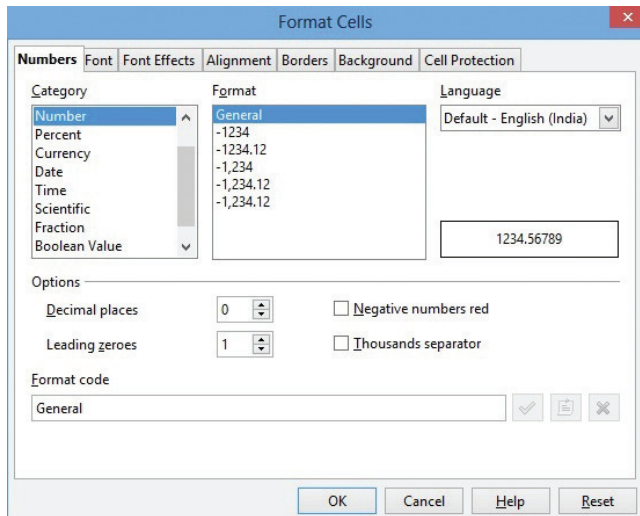 Format Cells
Numbers Font Font Effects Alignment Borders Background Cell Protection
Category
Number
Percent
Currency
Date
Time
Scientific
Fraction
Boolean Value
Format
General
-1234
-1234.12
-1,234
-1,234.12
-1,234.12
Language
Default - English (India)
1234.56789
Options
Decimal places 0
Negative numbers red
Leading zeroes 1
Thousands separator
Format code
General
OK Cancel Help Reset